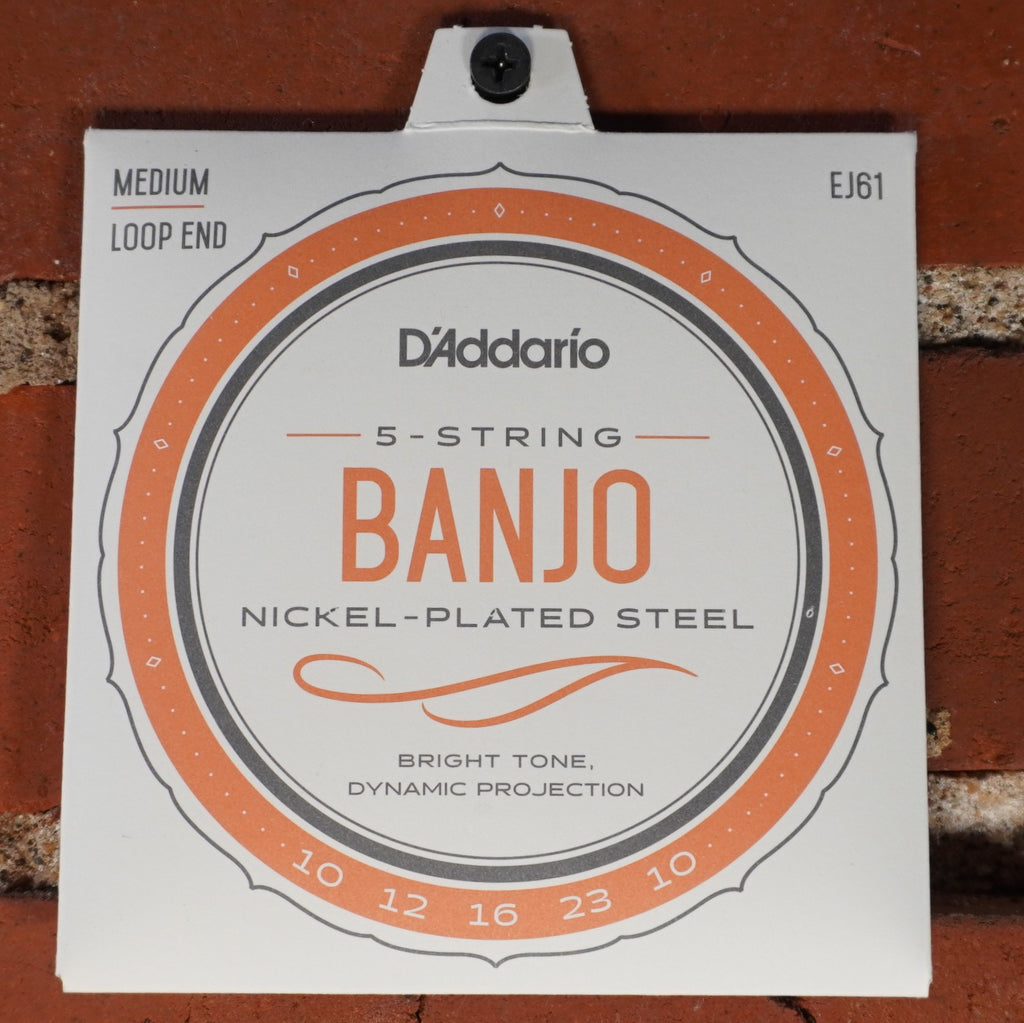 MEDIUM
LOOP END
EJ61
D'Addario
5-STRING
BANJO
NICKEL-PLATED STEEL
BRIGHT TONE,
DYNAMIC PROJECTION
10 12 16 23 10